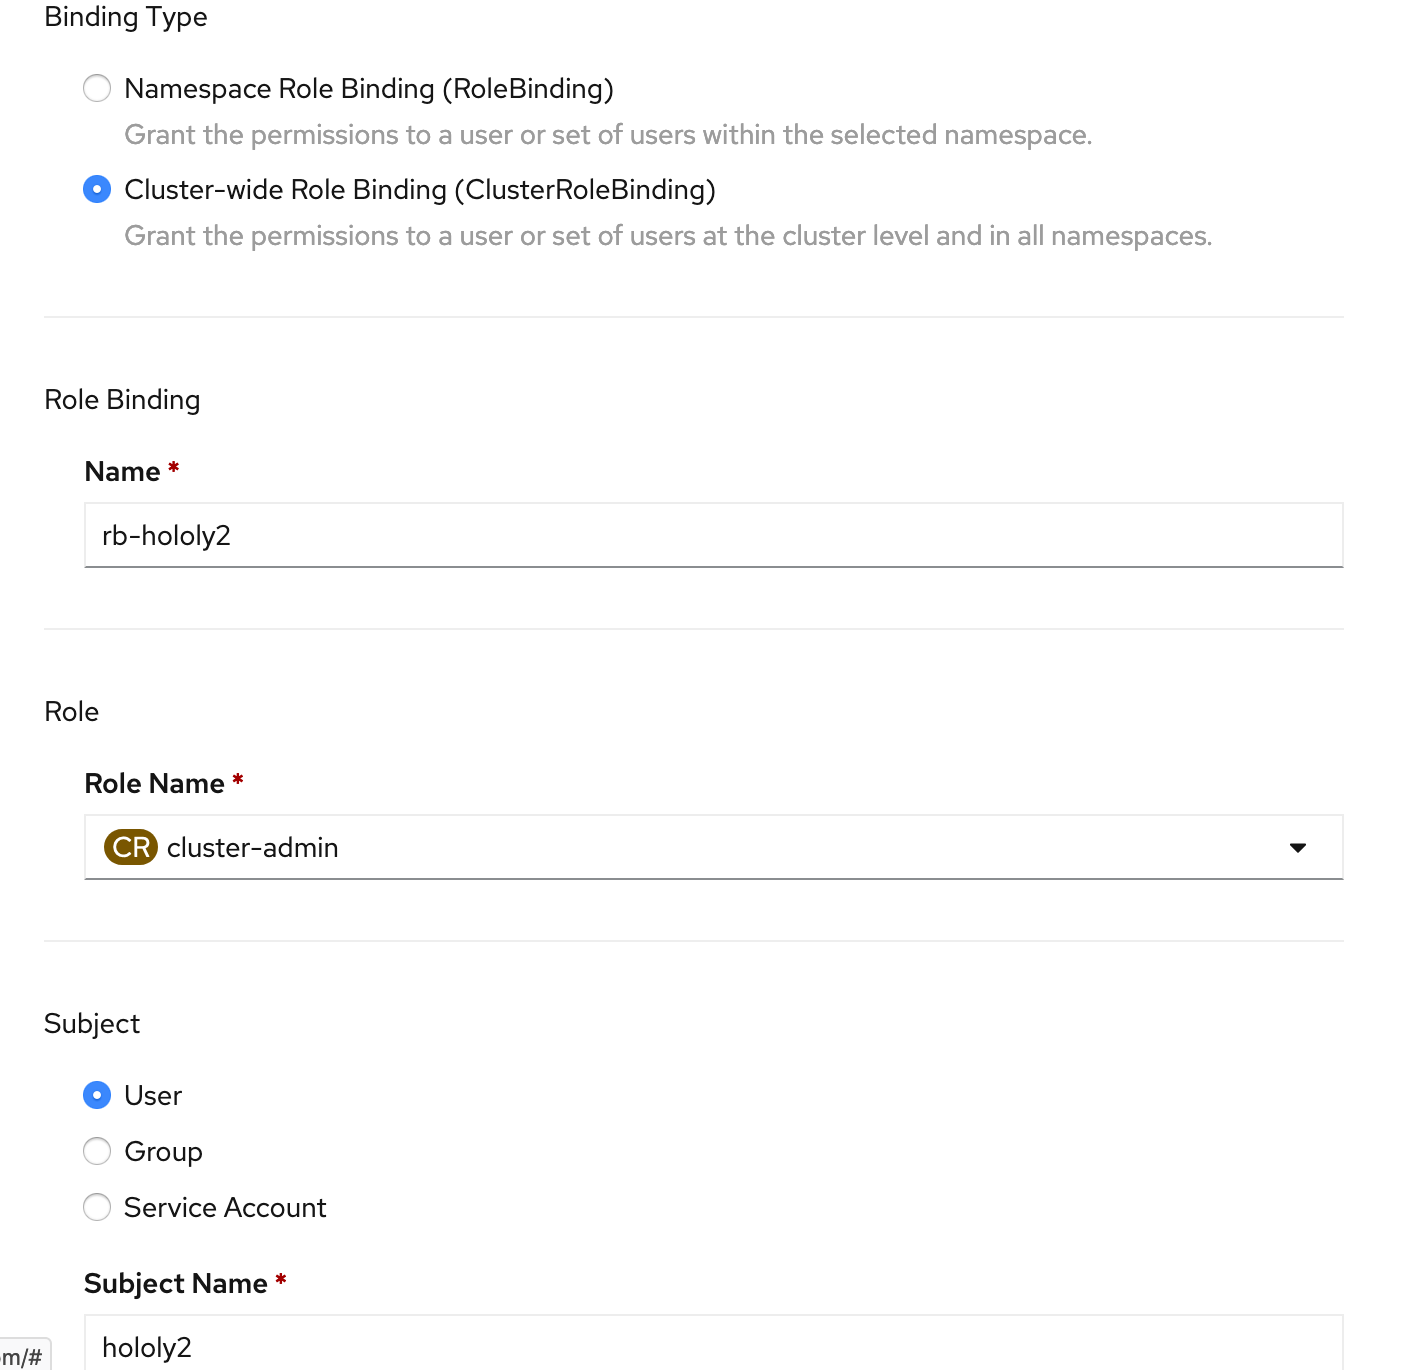 Binding Type
Namespace Role Binding (RoleBinding)
Grant the permissions to a user or set of users within the selected namespace.
Cluster-wide Role Binding (ClusterRoleBinding)
Grant the permissions to a user or set of users at the cluster level and in all namespaces.
Role Binding
Name *
rb-hololy2
Role
Role Name *
CR cluster-admin
Subject
User
Group
Service Account
Subject Name *
hololy2
m/#